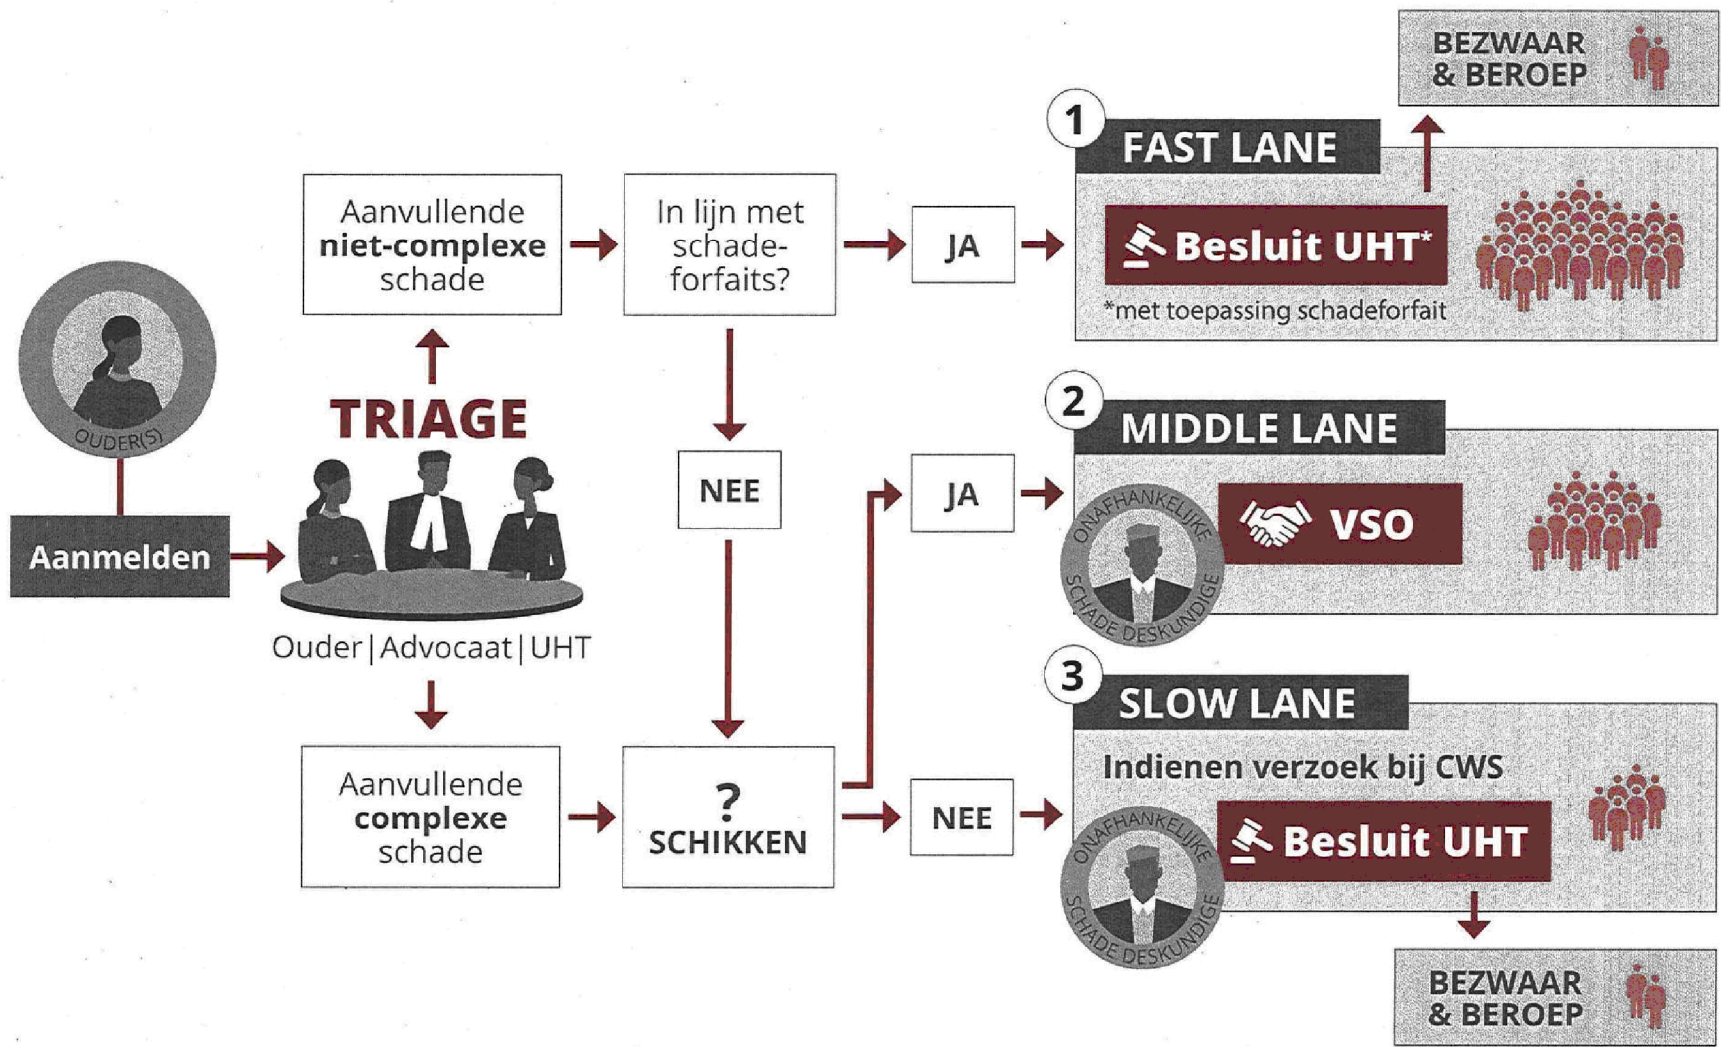 OUDER(S)
Aanmelden
TRIAGE
Ouder|Advocaat|UHT
Aanvullende
niet-complexe
schade
In lijn met
schade-
forfaits?
JA
NEE
Aanvullende
complexe
schade
?
SCHIKKEN
JA
NEE
1
FAST LANE
Besluit UHT*
*met toepassing schadeforfait
BEZWAAR
& BEROEP
2
MIDDLE LANE
ONAFHANKELIJKE
SCHADE DESKUNDIGE
VSO
3
SLOW LANE
Indienen verzoek bij CWS
ONAFHANKELIJKE
SCHADE DESKUNDIGE
Besluit UHT
BEZWAAR
& BEROEP